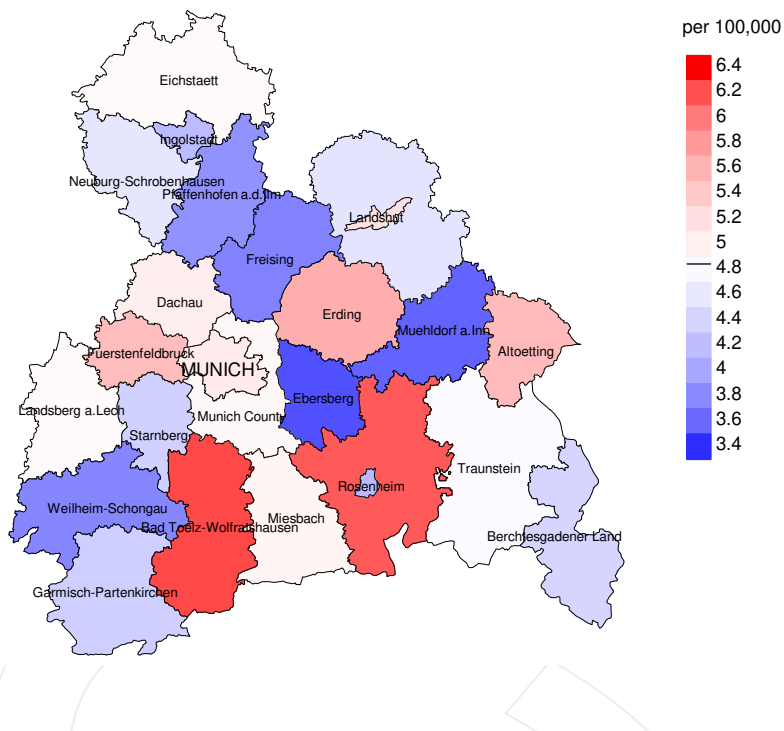 per 100,000
6.4
6.2
6
5.8
5.6
5.4
5.2
5
4.8
4.6
4.4
4.2
4
3.8
3.6
3.4
Eichstaett
Ingolstadt
Neuburg-Schrobenhausen
Pfaffenhofen a.d.Ilm
Landshut
Freising
Dachau
Erding
Muehldorf a.Inn
Altoetting
Fuerstenfeldbruck
MUNICH
Ebersberg
Landsberg a.Lech
Munich County
Starnberg
Traunstein
Rosenheim
Weilheim-Schongau
Miesbach
Bad Toelz-Wolfratshausen
Berchtesgadener Land
Garmisch-Partenkirchen